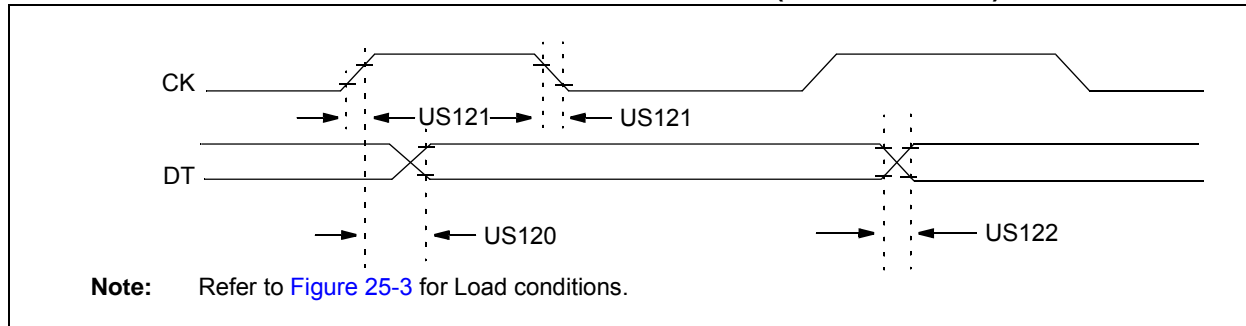 CK
US121
US121
DT
US120
US122
Note: Refer to Figure 25-3 for Load conditions.